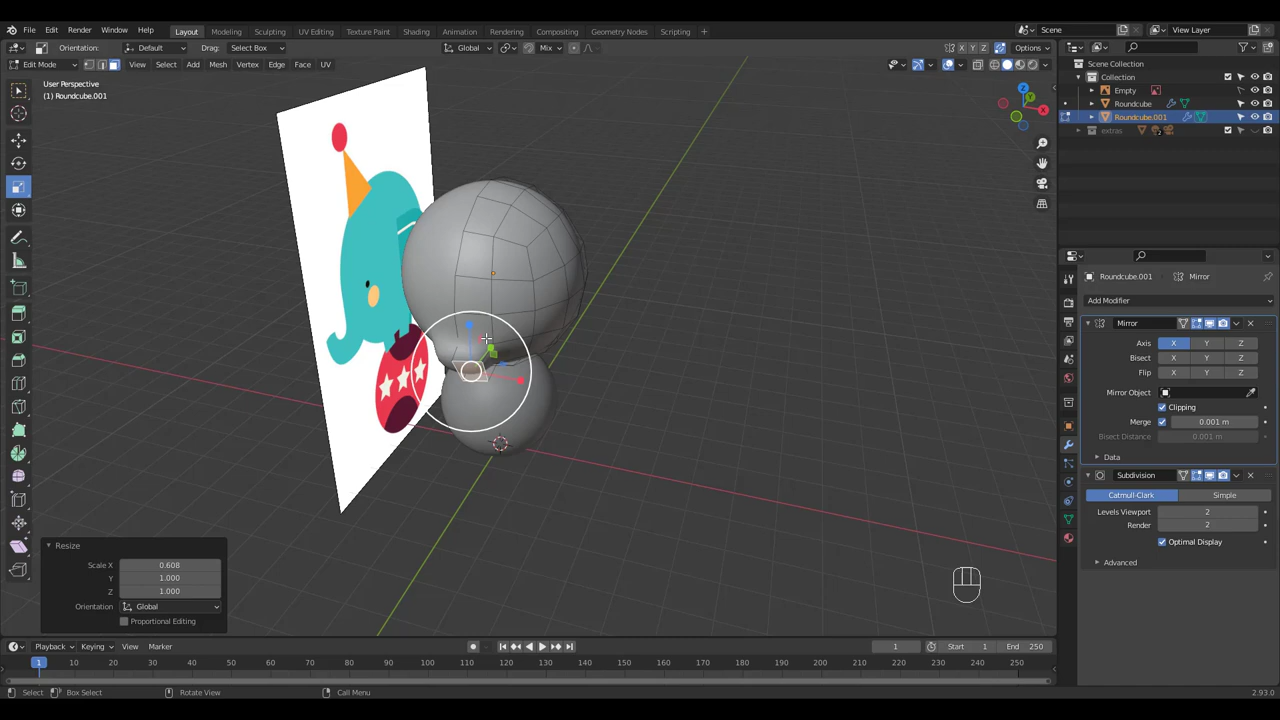 File Edit Render Window Help Layout Modeling Sculpting UV Editing Texture Paint Shading Animation Rendering Compositing Geometry Nodes Scripting + Scene View Layer
Orientation: Default Drag: Select Box Global Mix X Y Z Options
Edit Mode View Select Add Mesh Vertex Edge Face UV
User Perspective
(1) Roundcube.001
Scene Collection
Collection
Empty
Roundcube
Roundcube.001
extras
2
Z
Y
X
Roundcube.001 Mirror
Add Modifier
Mirror
Axis X Y Z
Bisect X Y Z
Flip X Y Z
Mirror Object
Clipping
Merge 0.001 m
Bisect Distance 0.001 m
Data
Subdivision
Catmull-Clark Simple
Levels Viewport 2
Render 2
Optimal Display
Advanced
Resize
Scale X 0.608
Y 1.000
Z 1.000
Orientation Global
Proportional Editing
Playback Keying View Marker 1 Start 1 End 250
1 10 20 30 40 50 60 70 80 90 100 110 120 130 140 150 160 170 180 190 200 210 220 230 240 250
Select Box Select Rotate View Call Menu 2.93.0